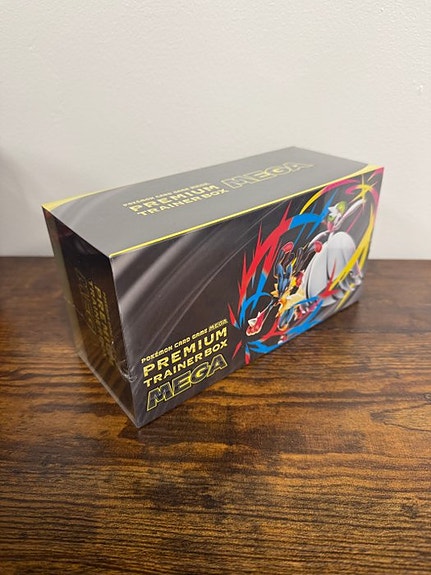 POKÉMON CARD GAME MEGA
PREMIUM
TRAINER BOX
MEGA
POKÉMON CARD GAME MEGA
PREMIUM
TRAINER BOX
MEGA